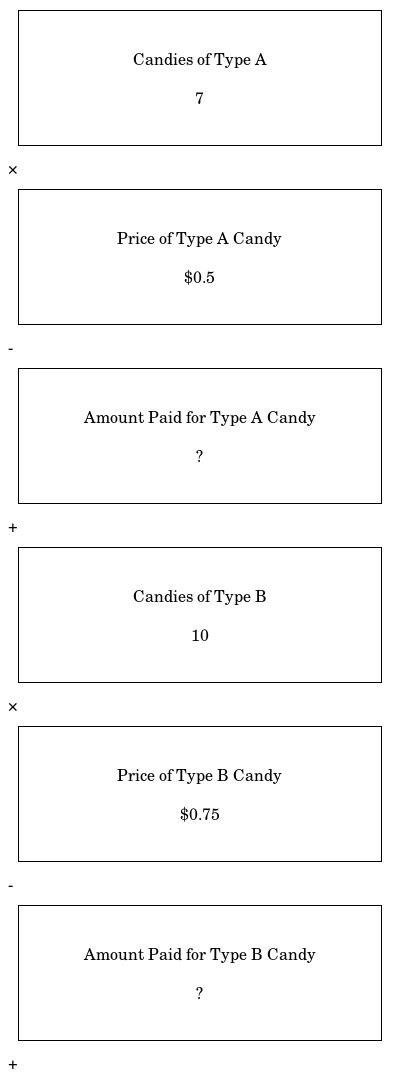 Candies of Type A
7
×
Price of Type A Candy
$0.5
-
Amount Paid for Type A Candy
?
+
Candies of Type B
10
×
Price of Type B Candy
$0.75
-
Amount Paid for Type B Candy
?
+